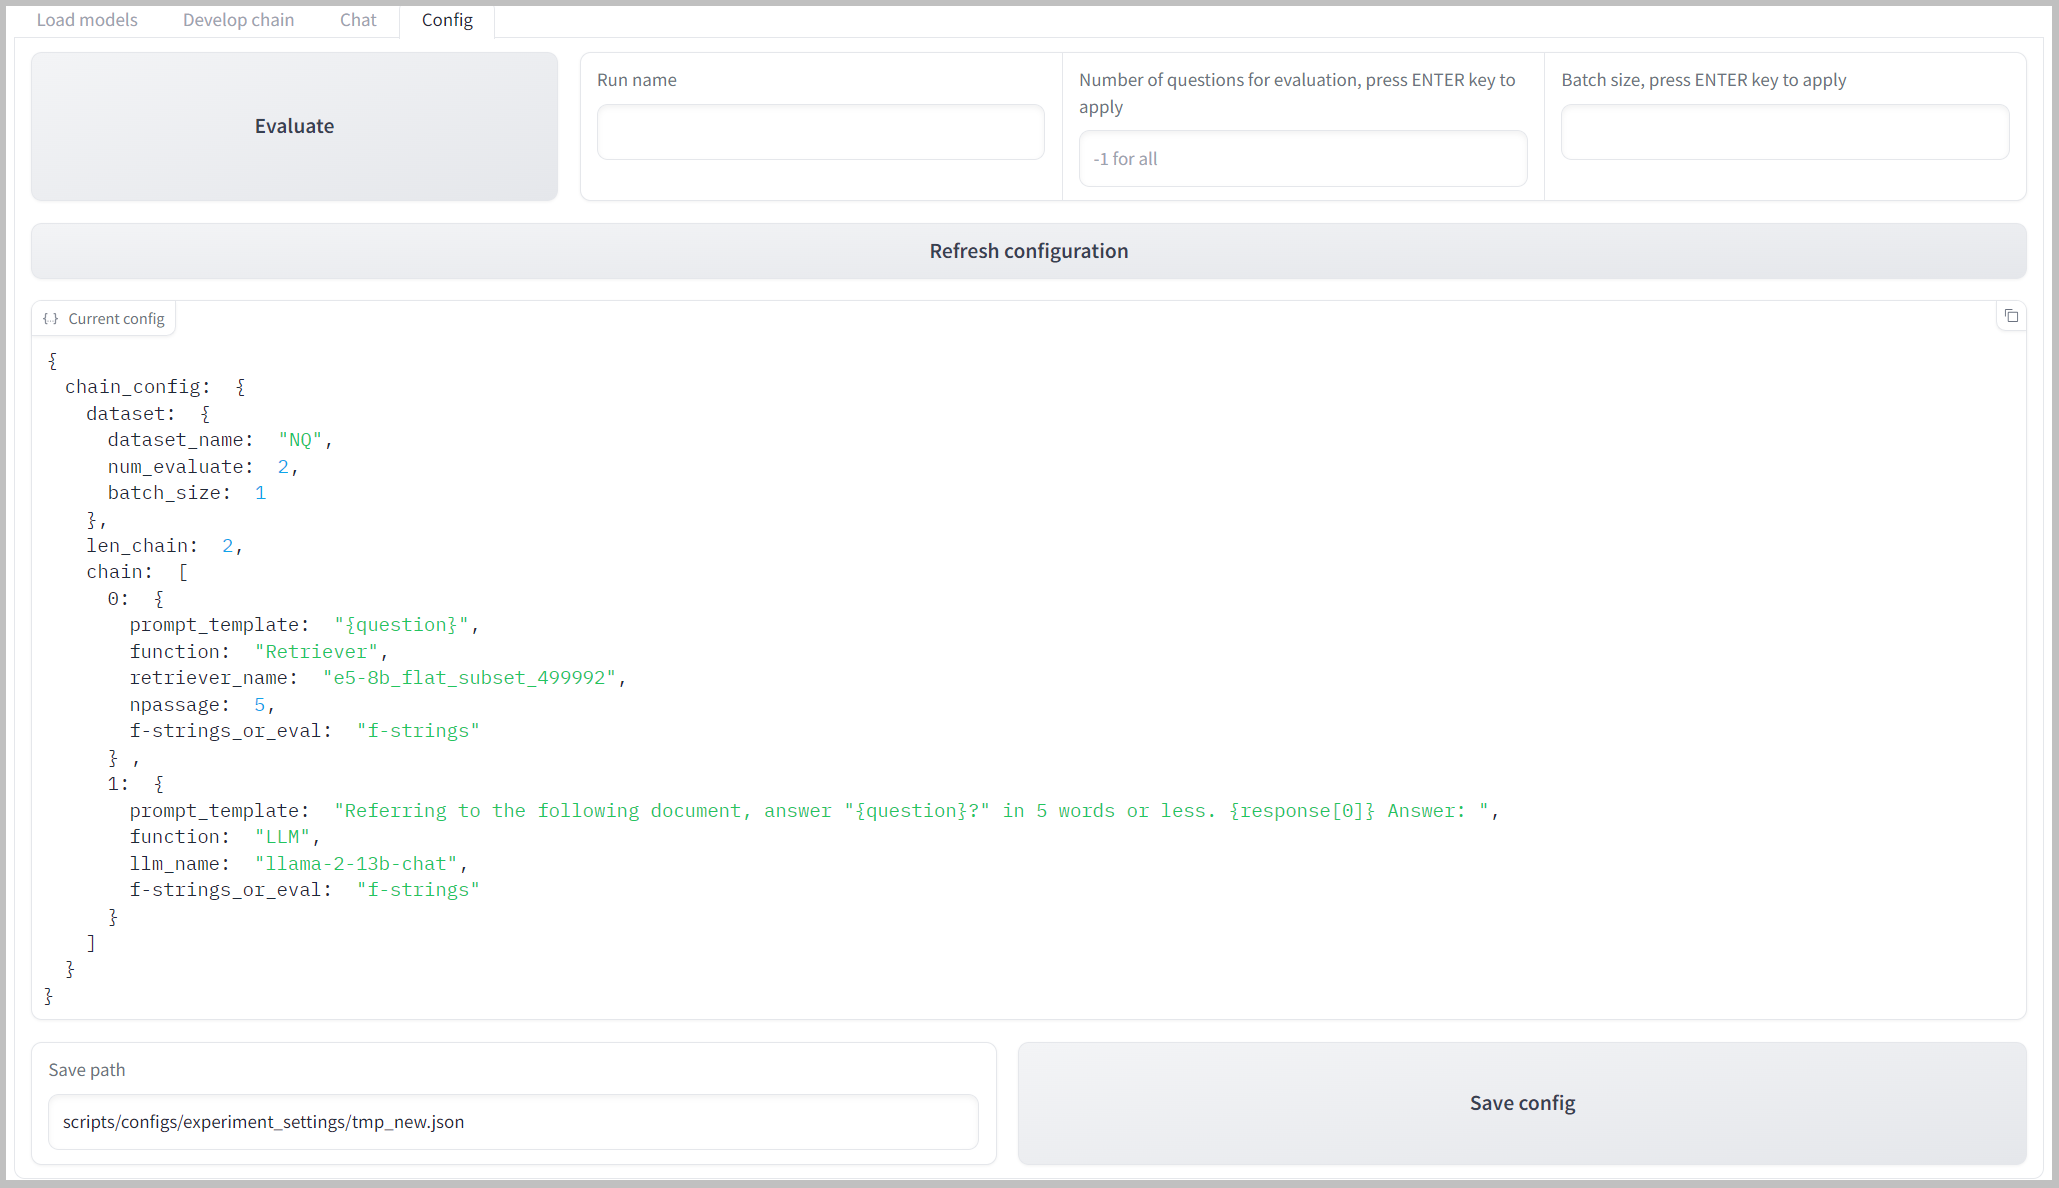 Load models Develop chain Chat Config
Evaluate
Run name
Number of questions for evaluation, press ENTER key to
apply
-1 for all
Batch size, press ENTER key to apply
Refresh configuration
{..} Current config
{
chain_config: {
dataset: {
dataset_name: "NQ",
num_evaluate: 2,
batch_size: 1
},
len_chain: 2,
chain: [
0: {
prompt_template: "{question}",
function: "Retriever",
retriever_name: "e5-8b_flat_subset_499992",
npassage: 5,
f-strings_or_eval: "f-strings"
} ,
1: {
prompt_template: "Referring to the following document, answer "{question}?" in 5 words or less. {response[0]} Answer: ",
function: "LLM",
llm_name: "llama-2-13b-chat",
f-strings_or_eval: "f-strings"
}
]
}
}
Save path
scripts/configs/experiment_settings/tmp_new.json
Save config